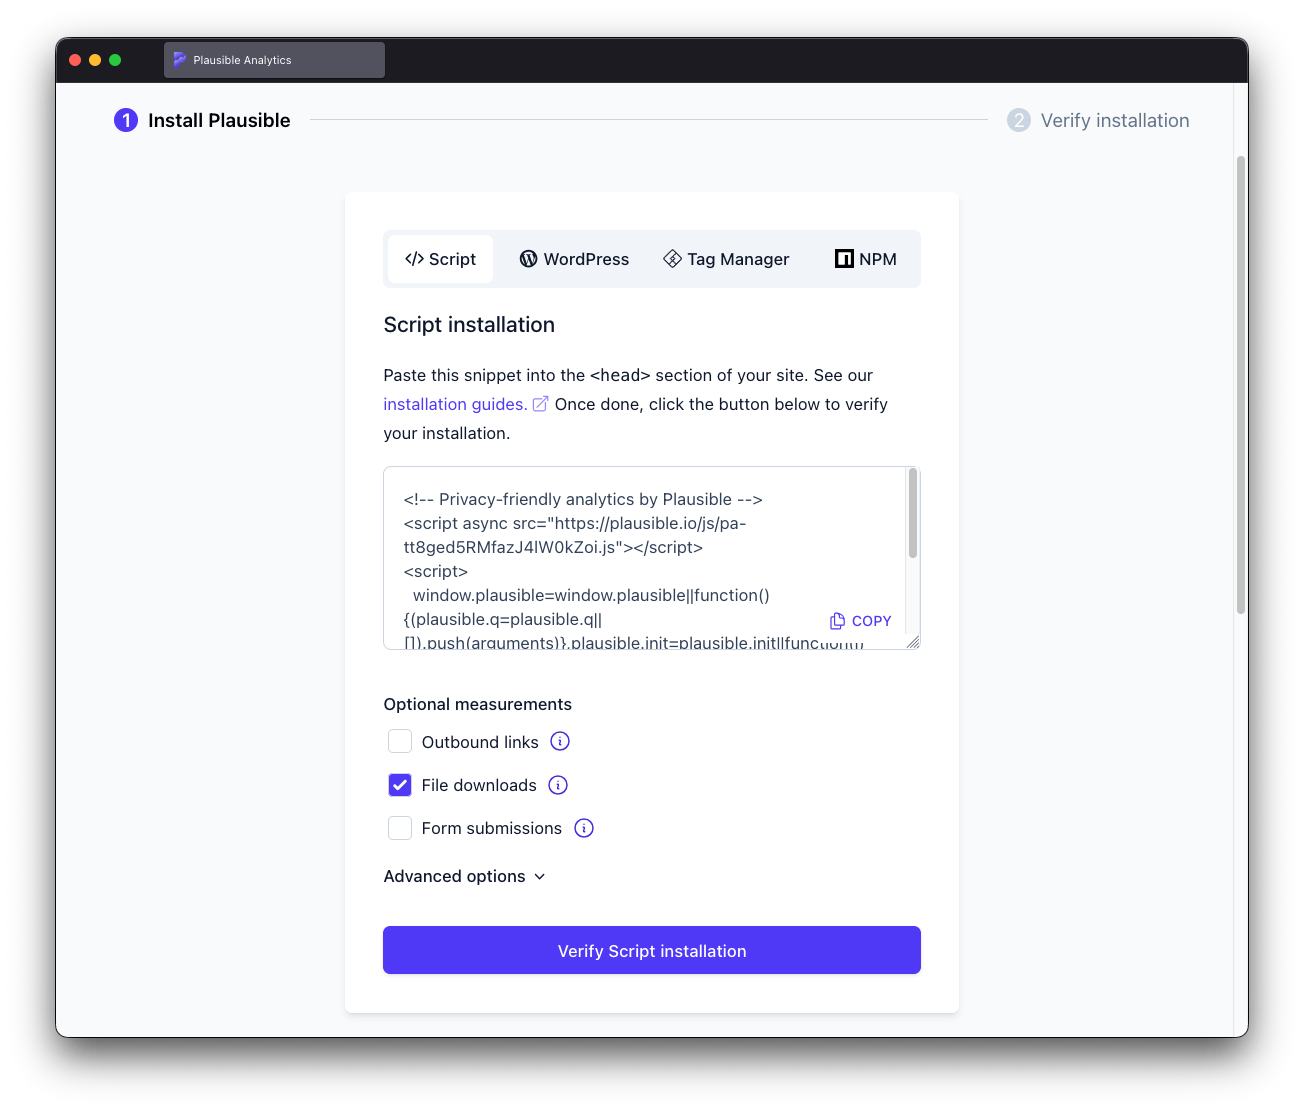 Plausible Analytics
1 Install Plausible
2 Verify installation
</> Script
WordPress
Tag Manager
NPM
Script installation
Paste this snippet into the <head> section of your site. See our
installation guides. Once done, click the button below to verify
your installation.
<!-- Privacy-friendly analytics by Plausible -->
<script async src="https://plausible.io/js/pa-
tt8ged5RMfazJ4lW0kZoi.js"></script>
<script>
window.plausible=window.plausible||function()
{(plausible.q=plausible.q||
[]).push(arguments)},plausible.init=plausible.init||function(i)
COPY
Optional measurements
Outbound links
File downloads
Form submissions
Advanced options
Verify Script installation